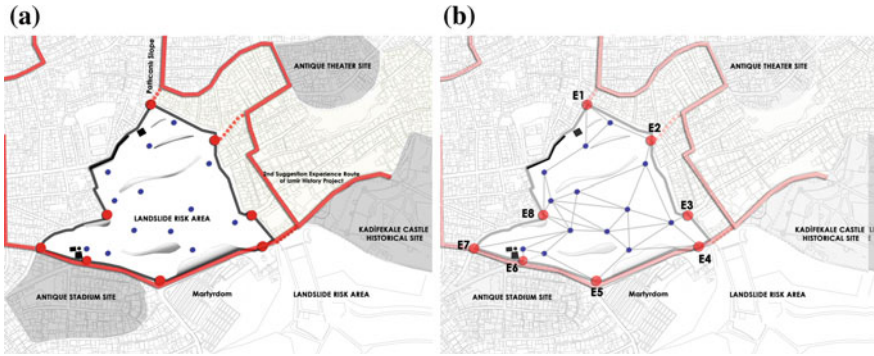 (a)
Patlıcanlı Slope
ANTIQUE THEATER SITE
2nd Suggestion Experience Route
of Izmir History Project
LANDSLIDE RISK AREA
KADİFEKALE CASTLE
HISTORICAL SITE
ANTIQUE STADIUM SITE
Martyrdom
LANDSLIDE RISK AREA
(b)
ANTIQUE THEATER SITE
E1
E2
E3
E8
E7
E6
E4
E5
KADİFEKALE CASTLE
HISTORICAL SITE
ANTIQUE STADIUM SITE
Martyrdom
LANDSLIDE RISK AREA